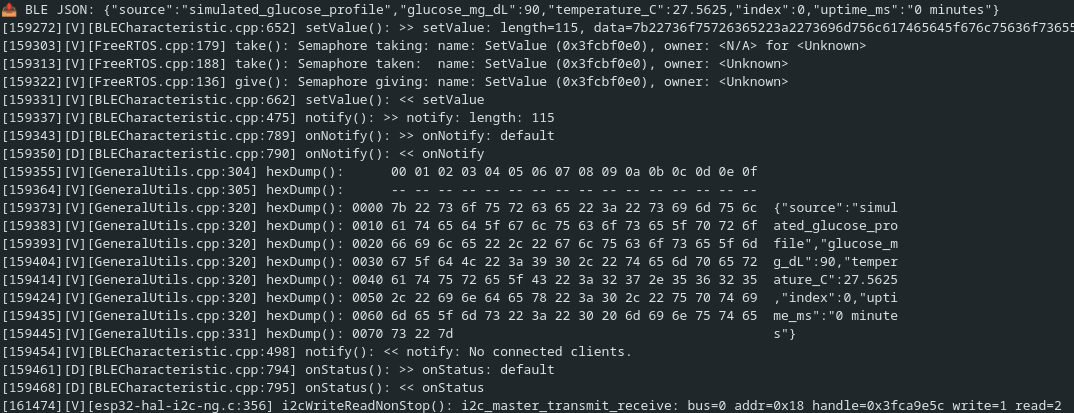 📤 BLE JSON: {"source":"simulated_glucose_profile","glucose_mg_dL":90,"temperature_C":27.5625,"index":0,"uptime_ms":"0 minutes"}
[159272][V][BLECharacteristic.cpp:652] setValue(): >> setValue: length=115, data=7b22736f75726365223a2273696d756c617465645f676c75636f73655
[159303][V][FreeRTOS.cpp:179] take(): Semaphore taking: name: SetValue (0x3fcbf0e0), owner: <N/A> for <Unknown>
[159313][V][FreeRTOS.cpp:188] take(): Semaphore taken:  name: SetValue (0x3fcbf0e0), owner: <Unknown>
[159322][V][FreeRTOS.cpp:136] give(): Semaphore giving: name: SetValue (0x3fcbf0e0), owner: <Unknown>
[159331][V][BLECharacteristic.cpp:662] setValue(): << setValue
[159337][V][BLECharacteristic.cpp:475] notify(): >> notify: length: 115
[159343][D][BLECharacteristic.cpp:789] onNotify(): >> onNotify: default
[159350][D][BLECharacteristic.cpp:790] onNotify(): << onNotify
[159355][V][GeneralUtils.cpp:304] hexDump():      00 01 02 03 04 05 06 07 08 09 0a 0b 0c 0d 0e 0f
[159364][V][GeneralUtils.cpp:305] hexDump():      -- -- -- -- -- -- -- -- -- -- -- -- -- -- -- --
[159373][V][GeneralUtils.cpp:320] hexDump(): 0000 7b 22 73 6f 75 72 63 65 22 3a 22 73 69 6d 75 6c  {"source":"simul
[159383][V][GeneralUtils.cpp:320] hexDump(): 0010 61 74 65 64 5f 67 6c 75 63 6f 73 65 5f 70 72 6f  ated_glucose_pro
[159393][V][GeneralUtils.cpp:320] hexDump(): 0020 66 69 6c 65 22 2c 22 67 6c 75 63 6f 73 65 5f 6d  file","glucose_m
[159404][V][GeneralUtils.cpp:320] hexDump(): 0030 67 5f 64 4c 22 3a 39 30 2c 22 74 65 6d 70 65 72  g_dL":90,"temper
[159414][V][GeneralUtils.cpp:320] hexDump(): 0040 61 74 75 72 65 5f 43 22 3a 32 37 2e 35 36 32 35  ature_C":27.5625
[159424][V][GeneralUtils.cpp:320] hexDump(): 0050 2c 22 69 6e 64 65 78 22 3a 30 2c 22 75 70 74 69  ,"index":0,"upti
[159435][V][GeneralUtils.cpp:320] hexDump(): 0060 6d 65 5f 6d 73 22 3a 22 30 20 6d 69 6e 75 74 65  me_ms":"0 minute
[159445][V][GeneralUtils.cpp:331] hexDump(): 0070 73 22 7d                                         s"}
[159454][V][BLECharacteristic.cpp:498] notify(): << notify: No connected clients.
[159461][D][BLECharacteristic.cpp:794] onStatus(): >> onStatus: default
[159468][D][BLECharacteristic.cpp:795] onStatus(): << onStatus
[161474][V][esp32-hal-i2c-ng.c:356] i2cWriteReadNonStop(): i2c_master_transmit_receive: bus=0 addr=0x18 handle=0x3fca9e5c write=1 read=2